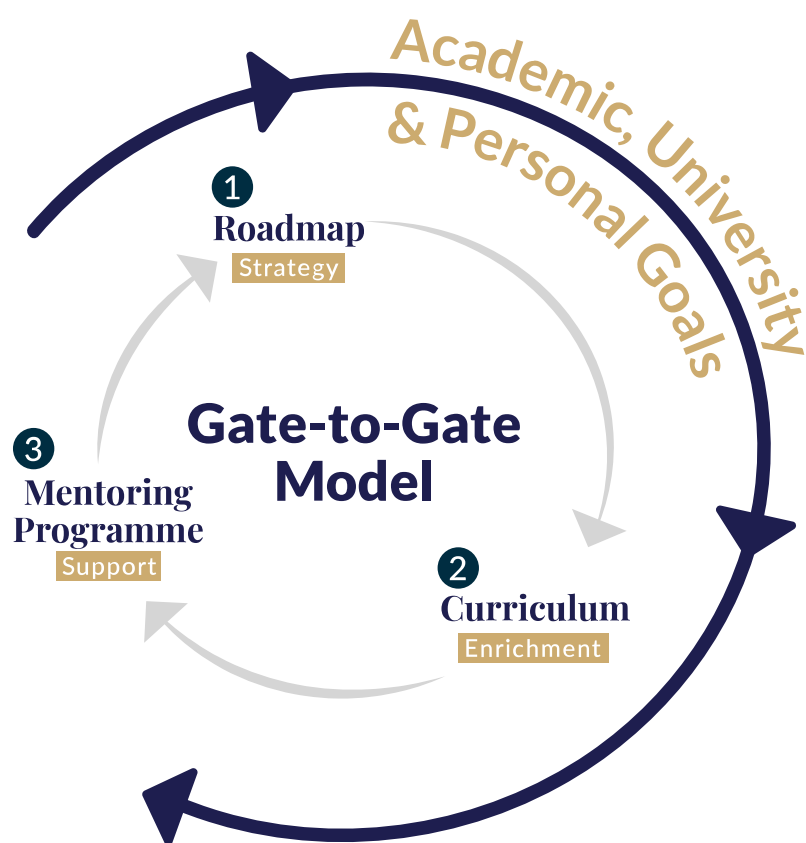 Academic, University
& Personal Goals
1
Roadmap
Strategy
Gate-to-Gate
Model
3
Mentoring
Programme
Support
2
Curriculum
Enrichment